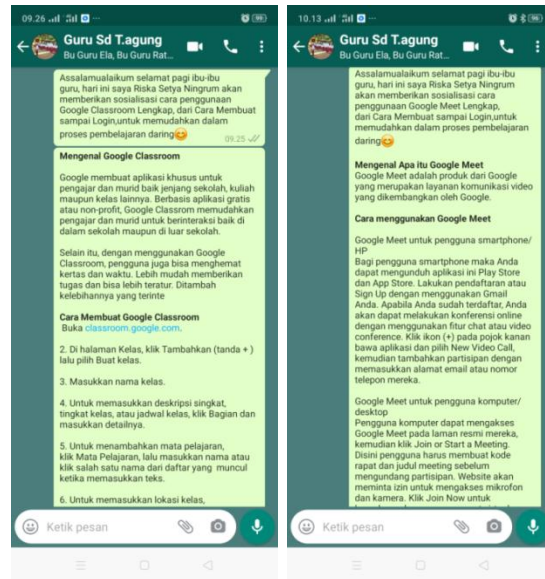 09.26
99
Guru Sd T.agung
Bu Guru Ela, Bu Guru Rat...
Assalamualaikum selamat pagi ibu-ibu
guru, hari ini saya Riska Setya Ningrum akan
memberikan sosialisasi cara penggunaan
Google Classroom Lengkap, dari Cara Membuat
sampai Login,untuk memudahkan dalam
proses pembelajaran daring😊
09.25
Mengenal Google Classroom
Google membuat aplikasi khusus untuk
pengajar dan murid baik jenjang sekolah, kuliah
maupun kelas lainnya. Berbasis aplikasi gratis
atau non-profit, Google Classrom memudahkan
pengajar dan murid untuk berinteraksi baik di
dalam sekolah maupun di luar sekolah.
Selain itu, dengan menggunakan Google
Classroom, pengguna juga bisa menghemat
kertas dan waktu. Lebih mudah memberikan
tugas dan bisa lebih teratur. Ditambah
kelebihannya yang terinte
Cara Membuat Google Classroom
Buka classroom.google.com.
2. Di halaman Kelas, klik Tambahkan (tanda + )
lalu pilih Buat kelas.
3. Masukkan nama kelas.
4. Untuk memasukkan deskripsi singkat,
tingkat kelas, atau jadwal kelas, klik Bagian dan
masukkan detailnya.
5. Untuk menambahkan mata pelajaran,
klik Mata Pelajaran, lalu masukkan nama atau
klik salah satu nama dari daftar yang muncul
ketika memasukkan teks.
6. Untuk memasukkan lokasi kelas,
Ketik pesan
10.13
99
Guru Sd T.agung
Bu Guru Ela, Bu Guru Rat...
Assalamualaikum selamat pagi ibu-ibu
guru, hari ini saya Riska Setya Ningrum
akan memberikan sosialisasi cara
penggunaan Google Meet Lengkap,
dari Cara Membuat sampai Login,untuk
memudahkan dalam proses pembelajaran
daring😊
Mengenal Apa itu Google Meet
Google Meet adalah produk dari Google
yang merupakan layanan komunikasi video
yang dikembangkan oleh Google.
Cara menggunakan Google Meet
Google Meet untuk pengguna smartphone/
HP
Bagi pengguna smartphone maka Anda
dapat mengunduh aplikasi ini Play Store
dan App Store. Lakukan pendaftaran atau
Sign Up dengan menggunakan Gmail
Anda. Apabila Anda sudah terdaftar, Anda
akan dapat melakukan konferensi online
dengan menggunakan fitur chat atau video
conference. Klik ikon (+) pada pojok kanan
bawa aplikasi dan pilih New Video Call,
kemudian tambahkan partisipan dengan
memasukkan alamat email atau nomor
telepon mereka.
Google Meet untuk pengguna komputer/
desktop
Pengguna komputer dapat mengakses
Google Meet pada laman resmi mereka,
kemudian klik Join or Start a Meeting.
Disini pengguna harus membuat kode
rapat dan judul meeting sebelum
mengundang partisipan. Website akan
meminta izin untuk mengakses mikrofon
dan kamera. Klik Join Now untuk
Ketik pesan